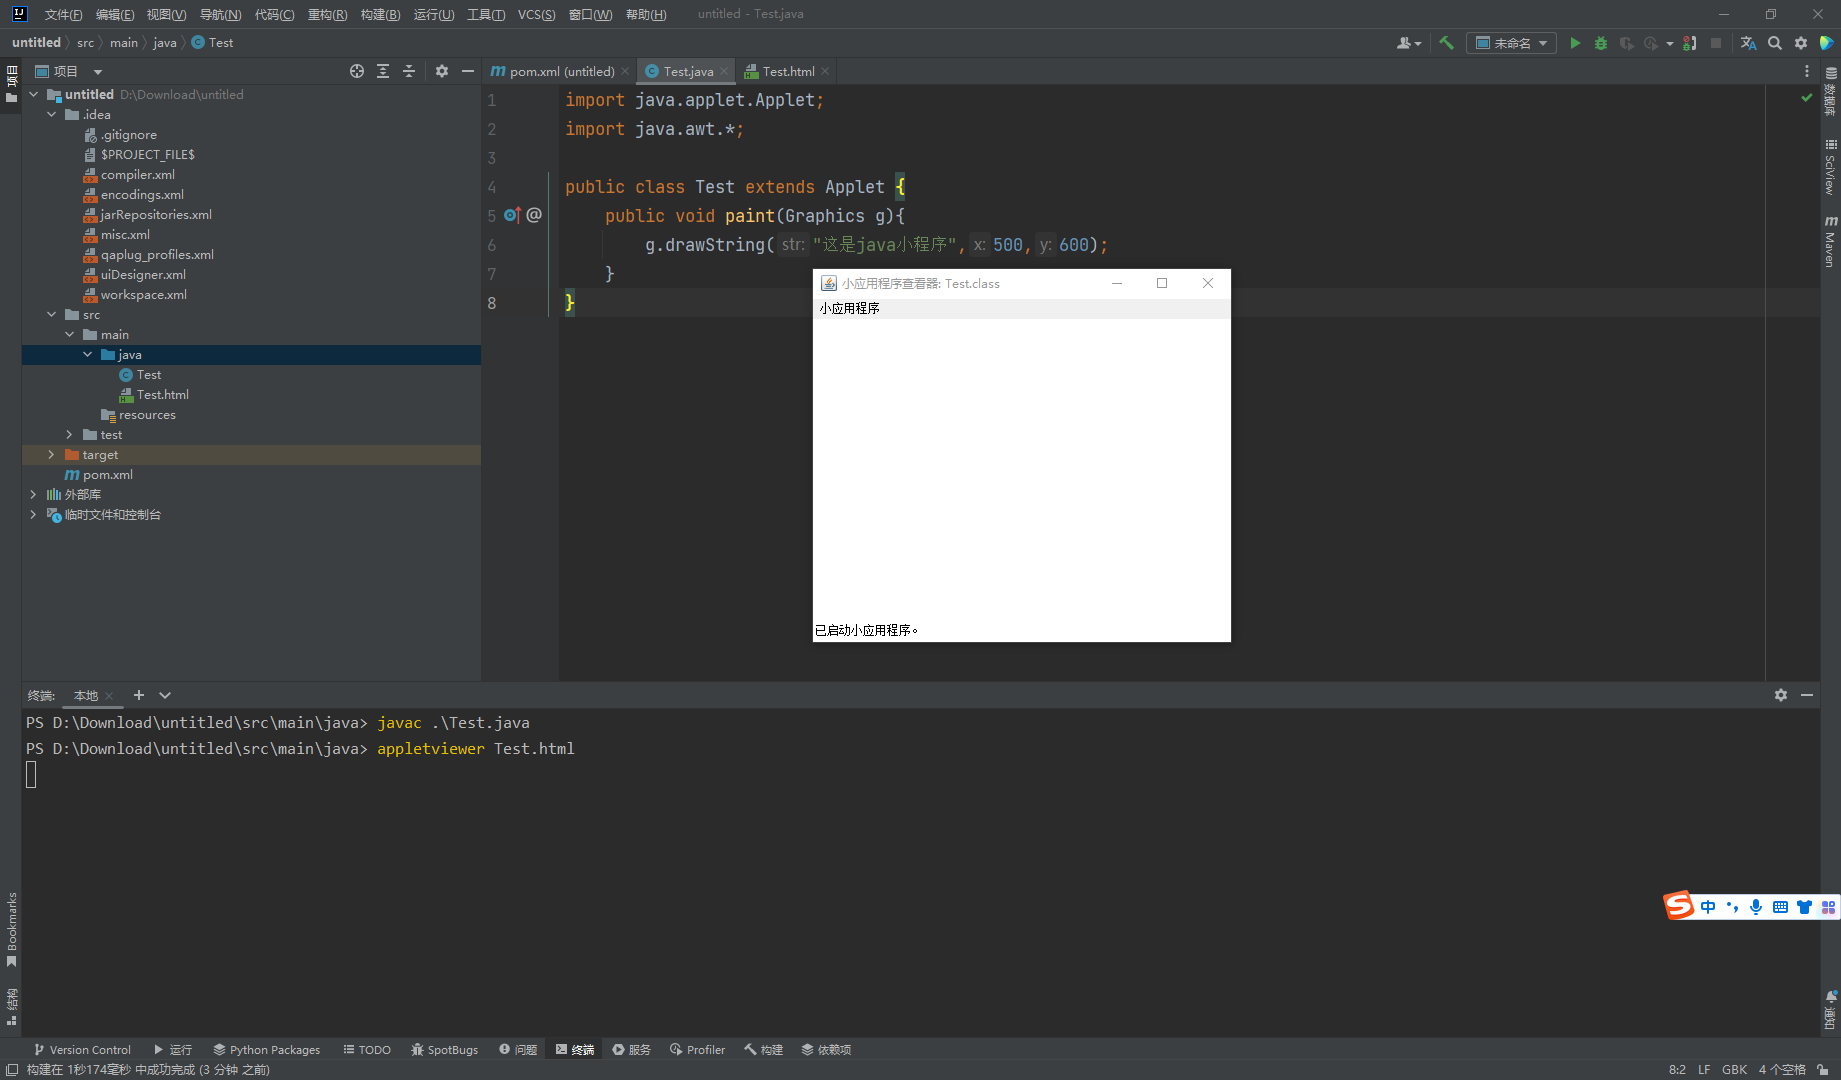 文件(F) 编辑(E) 视图(V) 导航(N) 代码(C) 重构(R) 构建(B) 运行(U) 工具(T) VCS(S) 窗口(W) 帮助(H) untitled - Test.java
untitled src main java Test
未命名
项目
项目
pom.xml (untitled) Test.java Test.html
untitled D:\Download\untitled
.idea
.gitignore
$PROJECT_FILE$
compiler.xml
encodings.xml
jarRepositories.xml
misc.xml
qaplug_profiles.xml
uiDesigner.xml
workspace.xml
src
main
java
Test
Test.html
resources
test
target
pom.xml
外部库
临时文件和控制台
1 import java.applet.Applet;
2 import java.awt.*;
3
4 public class Test extends Applet {
5 @ public void paint(Graphics g){
6 g.drawString( str: "这是java小程序", x: 500, y: 600);
7 }
8 }
小应用程序查看器: Test.class
小应用程序
已启动小应用程序。
数据库
SciView
Maven
终端: 本地
PS D:\Download\untitled\src\main\java> javac .\Test.java
PS D:\Download\untitled\src\main\java> appletviewer Test.html
中
Bookmarks
结构
通知
Version Control 运行 Python Packages TODO SpotBugs 问题 终端 服务 Profiler 构建 依赖项
构建在 1秒174毫秒 中成功完成 (3 分钟 之前)
8:2 LF GBK 4 个空格